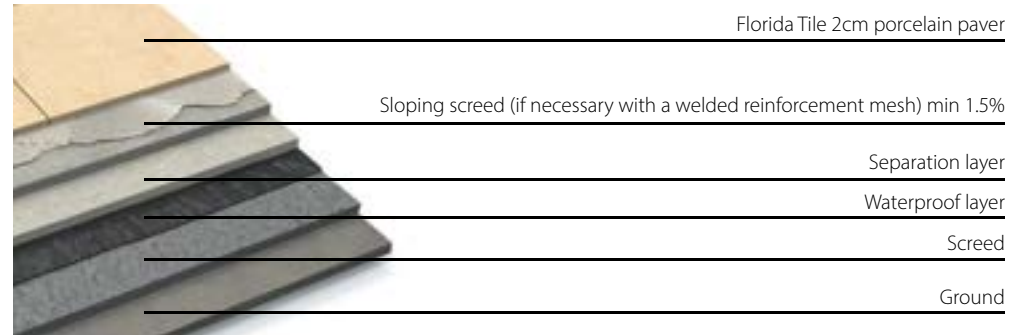 Florida Tile 2cm porcelain paver
Sloping screed (if necessary with a welded reinforcement mesh) min 1.5%
Separation layer
Waterproof layer
Screed
Ground